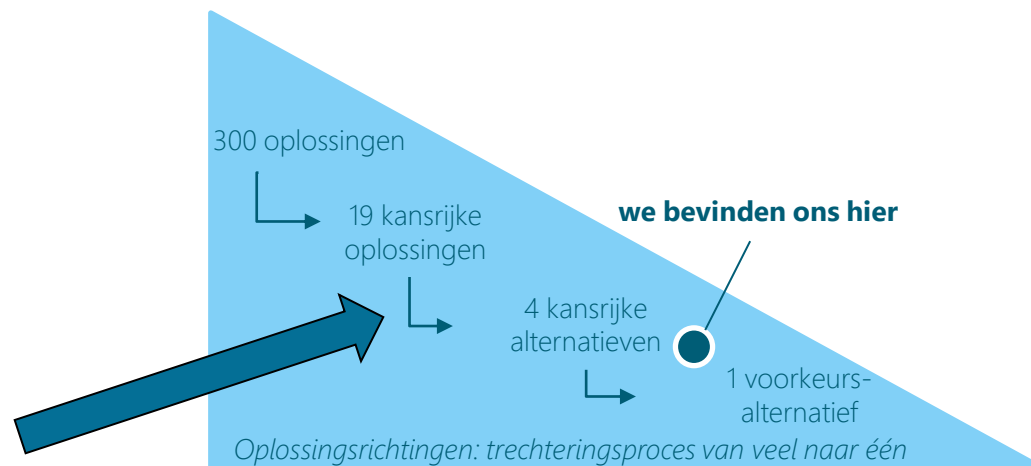 300 oplossingen
19 kansrijke
oplossingen
we bevinden ons hier
4 kansrijke
alternatieven
1 voorkeurs-
alternatief
Oplossingsrichtingen: trechteringsproces van veel naar één